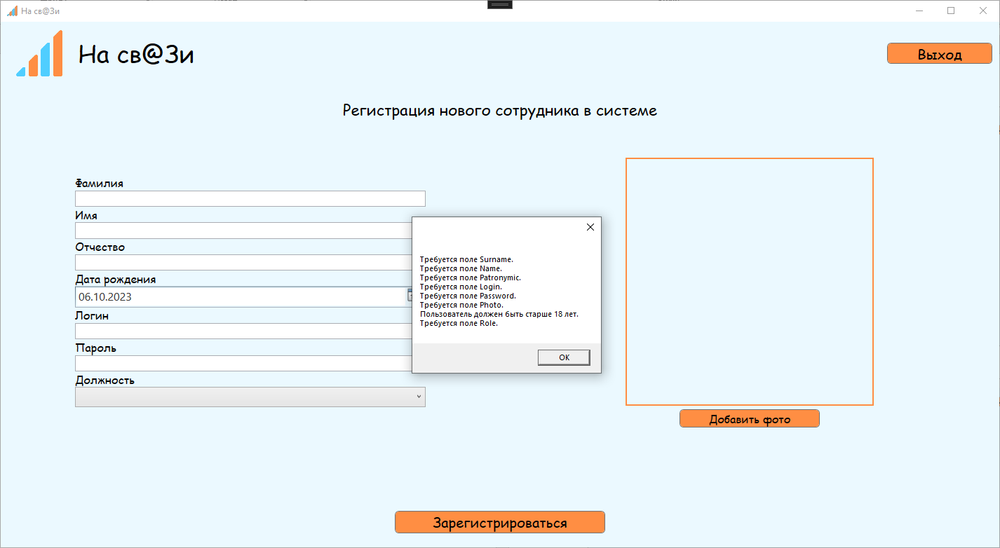 На св@Зи
На св@Зи
Выход
Регистрация нового сотрудника в системе
Фамилия
Имя
Отчество
Дата рождения
06.10.2023
Логин
Пароль
Должность
Требуется поле Surname.
Требуется поле Name.
Требуется поле Patronymic.
Требуется поле Login.
Требуется поле Password.
Требуется поле Photo.
Пользователь должен быть старше 18 лет.
Требуется поле Role.
OK
Добавить фото
Зарегистрироваться